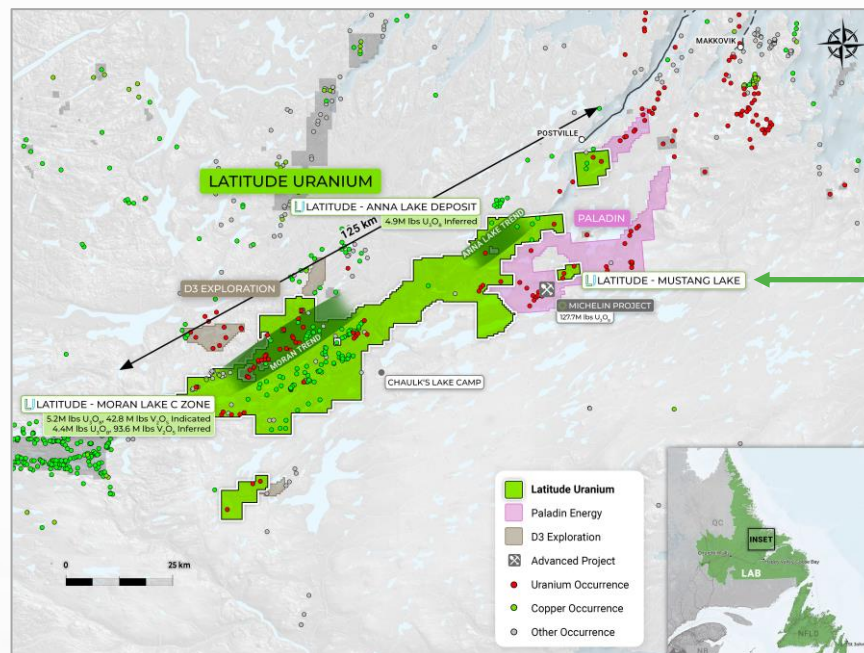 MAKKOVIK
POSTVILLE
LATITUDE URANIUM
LATITUDE - ANNA LAKE DEPOSIT
4.9M lbs U₃O₈ Inferred
125 km
ANNA LAKE TREND
PALADIN
D3 EXPLORATION
LATITUDE - MUSTANG LAKE
MICHELIN PROJECT
127.7M lbs U₃O₈
MORAN TREND
CHAULK'S LAKE CAMP
LATITUDE - MORAN LAKE C ZONE
5.2M lbs U₃O₈, 42.8 M lbs V₂O₅ Indicated
4.4M lbs U₃O₈, 93.6 M lbs V₂O₅ Inferred
0 25 km
Latitude Uranium
Paladin Energy
D3 Exploration
Advanced Project
Uranium Occurrence
Copper Occurrence
Other Occurrence
QC
INSET
LAB
NFLD
NB